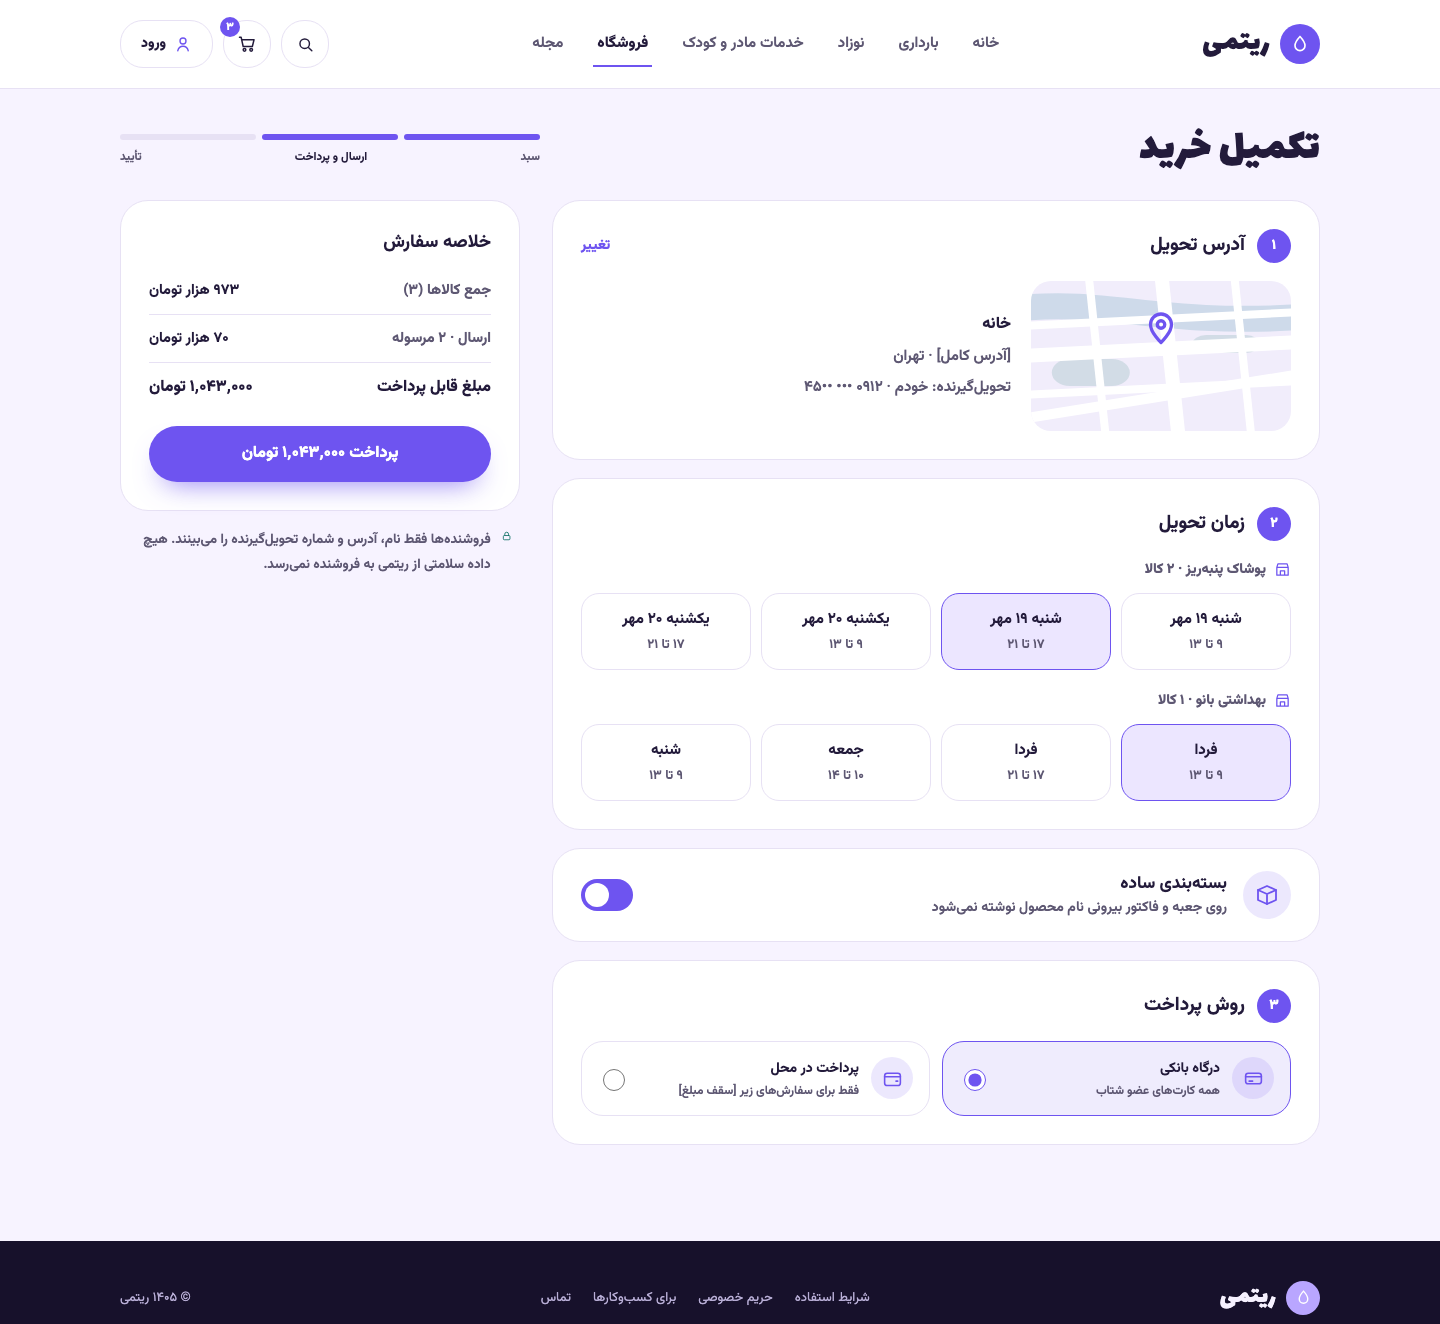 ریتمی
خانه
بارداری
نوزاد
خدمات مادر و کودک
فروشگاه
مجله
۳
ورود
تکمیل خرید
سبد
ارسال و پرداخت
تأیید
۱
آدرس تحویل
تغییر
خانه
[آدرس کامل] · تهران
تحویل‌گیرنده: خودم · ۰۹۱۲ ••• ••۴۵
۲
زمان تحویل
پوشاک پنبه‌ریز · ۲ کالا
شنبه ۱۹ مهر
۹ تا ۱۳
شنبه ۱۹ مهر
۱۷ تا ۲۱
یکشنبه ۲۰ مهر
۹ تا ۱۳
یکشنبه ۲۰ مهر
۱۷ تا ۲۱
بهداشتی بانو · ۱ کالا
فردا
۹ تا ۱۳
فردا
۱۷ تا ۲۱
جمعه
۱۰ تا ۱۴
شنبه
۹ تا ۱۳
بسته‌بندی ساده
روی جعبه و فاکتور بیرونی نام محصول نوشته نمی‌شود
۳
روش پرداخت
درگاه بانکی
همه کارت‌های عضو شتاب
پرداخت در محل
فقط برای سفارش‌های زیر [سقف مبلغ]
خلاصه سفارش
جمع کالاها (۳)
۹۷۳ هزار تومان
ارسال · ۲ مرسوله
۷۰ هزار تومان
مبلغ قابل پرداخت
۱,۰۴۳,۰۰۰ تومان
پرداخت ۱,۰۴۳,۰۰۰ تومان
فروشنده‌ها فقط نام، آدرس و شماره تحویل‌گیرنده را می‌بینند. هیچ
داده سلامتی از ریتمی به فروشنده نمی‌رسد.
ریتمی
شرایط استفاده
حریم خصوصی
برای کسب‌وکارها
تماس
© ۱۴۰۵ ریتمی